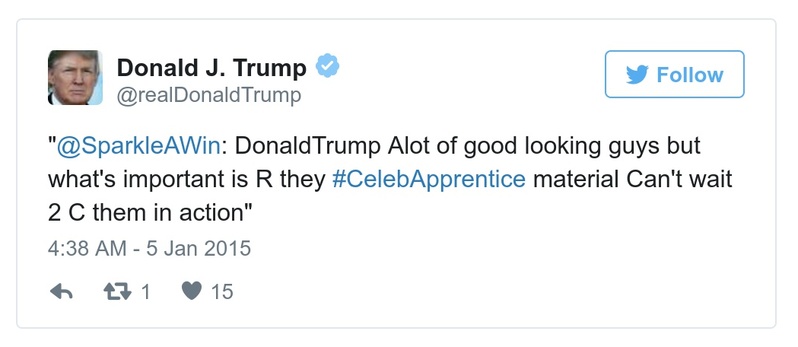 Donald J. Trump
@realDonaldTrump
Follow
"@SparkleAWin: DonaldTrump Alot of good looking guys but
what's important is R they #CelebApprentice material Can't wait
2 C them in action"
4:38 AM - 5 Jan 2015
1 15